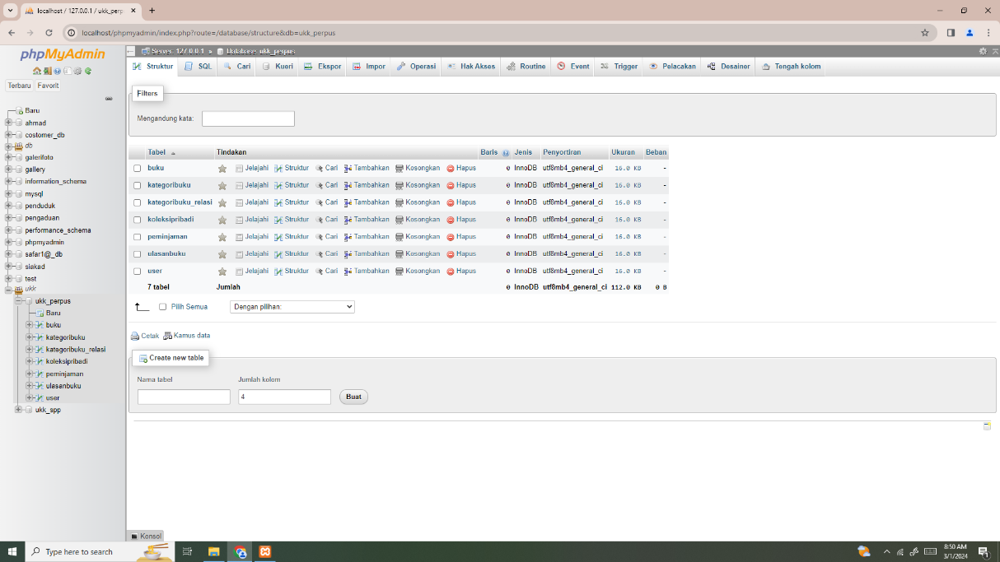 localhost / 127.0.0.1 / ukk_perp
localhost/phpmyadmin/index.php?route=/database/structure&db=ukk_perpus
phpMyAdmin
Terbaru Favorit
Baru
ahmad
costomer_db
db
galerifoto
gallery
information_schema
mysql
penduduk
pengaduan
performance_schema
phpmyadmin
safar1@_db
siakad
test
ukk
ukk_perpus
Baru
buku
kategoribuku
kategoribuku_relasi
koleksipribadi
peminjaman
ulasanbuku
user
ukk_spp
Server: 127.0.0.1 » Database: ukk_perpus
Struktur SQL Cari Kueri Ekspor Impor Operasi Hak Akses Routine Event Trigger Pelacakan Desainer Tengah kolom
Filters
Mengandung kata:
Tabel Tindakan Baris Jenis Penyortiran Ukuran Beban
buku Jelajahi Struktur Cari Tambahkan Kosongkan Hapus 0 InnoDB utf8mb4_general_ci 16.0 KB -
kategoribuku Jelajahi Struktur Cari Tambahkan Kosongkan Hapus 0 InnoDB utf8mb4_general_ci 16.0 KB -
kategoribuku_relasi Jelajahi Struktur Cari Tambahkan Kosongkan Hapus 0 InnoDB utf8mb4_general_ci 16.0 KB -
koleksipribadi Jelajahi Struktur Cari Tambahkan Kosongkan Hapus 0 InnoDB utf8mb4_general_ci 16.0 KB -
peminjaman Jelajahi Struktur Cari Tambahkan Kosongkan Hapus 0 InnoDB utf8mb4_general_ci 16.0 KB -
ulasanbuku Jelajahi Struktur Cari Tambahkan Kosongkan Hapus 0 InnoDB utf8mb4_general_ci 16.0 KB -
user Jelajahi Struktur Cari Tambahkan Kosongkan Hapus 0 InnoDB utf8mb4_general_ci 16.0 KB -
7 tabel Jumlah 0 InnoDB utf8mb4_general_ci 112.0 KB 0 B
Pilih Semua Dengan pilihan:
Cetak Kamus data
Create new table
Nama tabel Jumlah kolom
4 Buat
Konsol
Type here to search
8:50 AM
3/1/2024
1